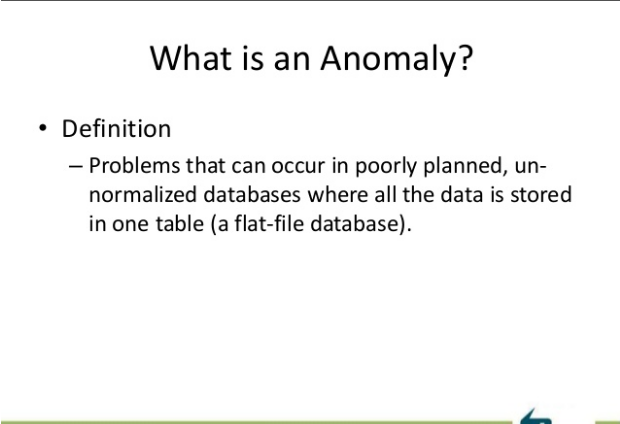 What is an Anomaly?
• Definition
– Problems that can occur in poorly planned, un-
normalized databases where all the data is stored
in one table (a flat-file database).